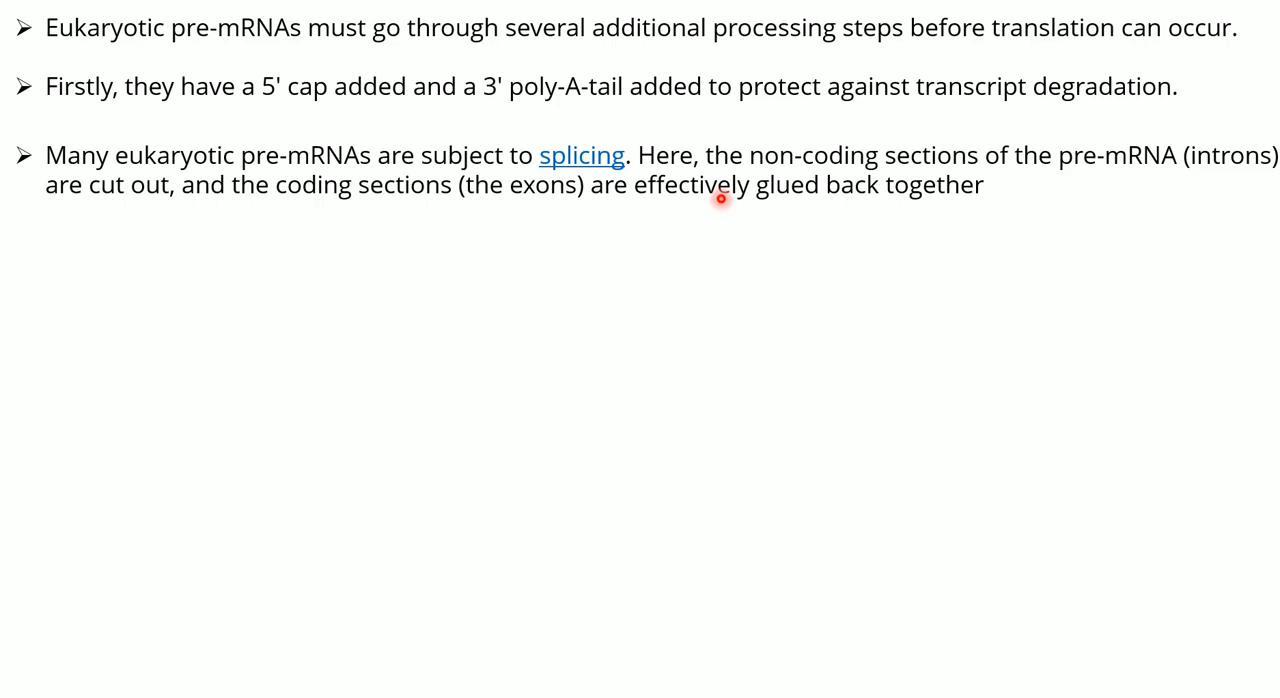 ➢ Eukaryotic pre-mRNAs must go through several additional processing steps before translation can occur.
➢ Firstly, they have a 5' cap added and a 3' poly-A-tail added to protect against transcript degradation.
➢ Many eukaryotic pre-mRNAs are subject to splicing. Here, the non-coding sections of the pre-mRNA (introns)
are cut out, and the coding sections (the exons) are effectively glued back together